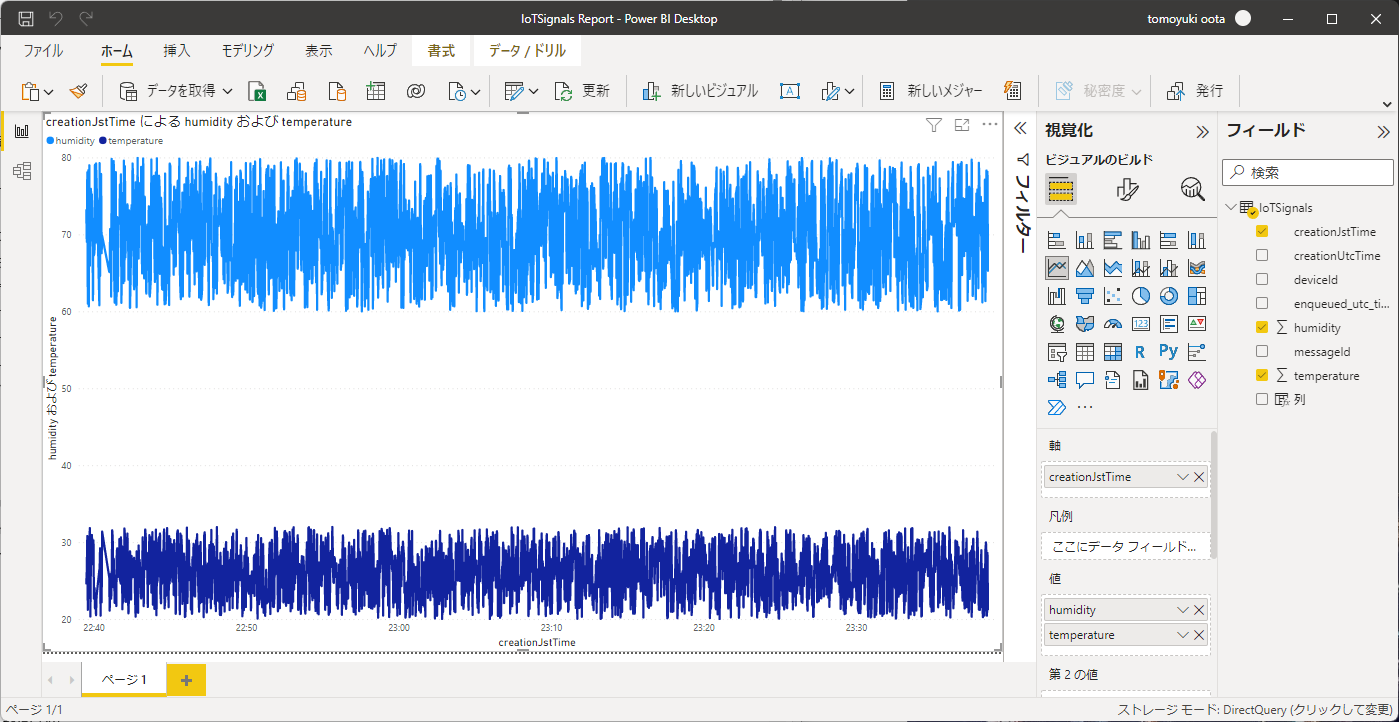 IoTSignals Report - Power BI Desktop
tomoyuki oota
ファイル ホーム 挿入 モデリング 表示 ヘルプ 書式 データ / ドリル
データを取得 更新 新しいビジュアル A 新しいメジャー 秘密度 発行
creationJstTime による humidity および temperature
humidity temperature
80
70
60
50
40
30
20
humidity および temperature
22:40 22:50 23:00 23:10 23:20 23:30
creationJstTime
フィルター
視覚化
ビジュアルのビルド
123
R Py
軸
creationJstTime
凡例
ここにデータ フィールド...
値
humidity
temperature
第 2 の値
フィールド
検索
IoTSignals
creationJstTime
creationUtcTime
deviceId
enqueued_utc_ti...
humidity
messageId
temperature
列
ページ 1
ページ 1/1
ストレージ モード: DirectQuery (クリックして変更)